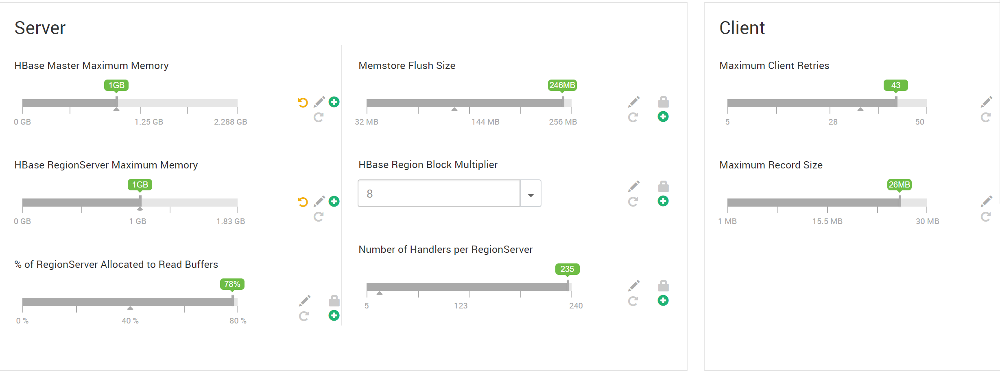 Server
HBase Master Maximum Memory
1GB
0 GB 1.25 GB 2.288 GB
HBase RegionServer Maximum Memory
1GB
0 GB 1 GB 1.83 GB
% of RegionServer Allocated to Read Buffers
78%
0 % 40 % 80 %
Memstore Flush Size
246MB
32 MB 144 MB 256 MB
HBase Region Block Multiplier
8
Number of Handlers per RegionServer
235
5 123 240
Client
Maximum Client Retries
43
5 28 50
Maximum Record Size
26MB
1 MB 15.5 MB 30 MB